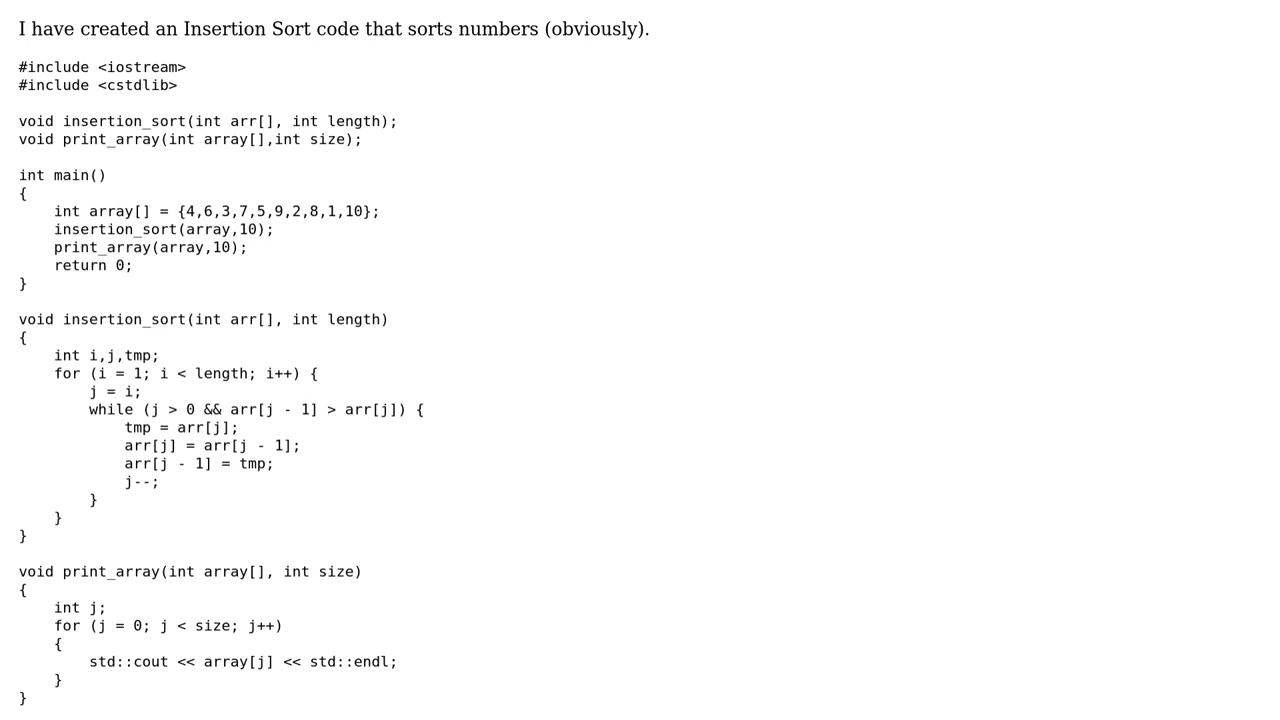 I have created an Insertion Sort code that sorts numbers (obviously).
#include <iostream>
#include <cstdlib>

void insertion_sort(int arr[], int length);
void print_array(int array[],int size);

int main()
{
    int array[] = {4,6,3,7,5,9,2,8,1,10};
    insertion_sort(array,10);
    print_array(array,10);
    return 0;
}

void insertion_sort(int arr[], int length)
{
    int i,j,tmp;
    for (i = 1; i < length; i++) {
        j = i;
        while (j > 0 && arr[j - 1] > arr[j]) {
            tmp = arr[j];
            arr[j] = arr[j - 1];
            arr[j - 1] = tmp;
            j--;
        }
    }
}

void print_array(int array[], int size)
{
    int j;
    for (j = 0; j < size; j++)
    {
        std::cout << array[j] << std::endl;
    }
}